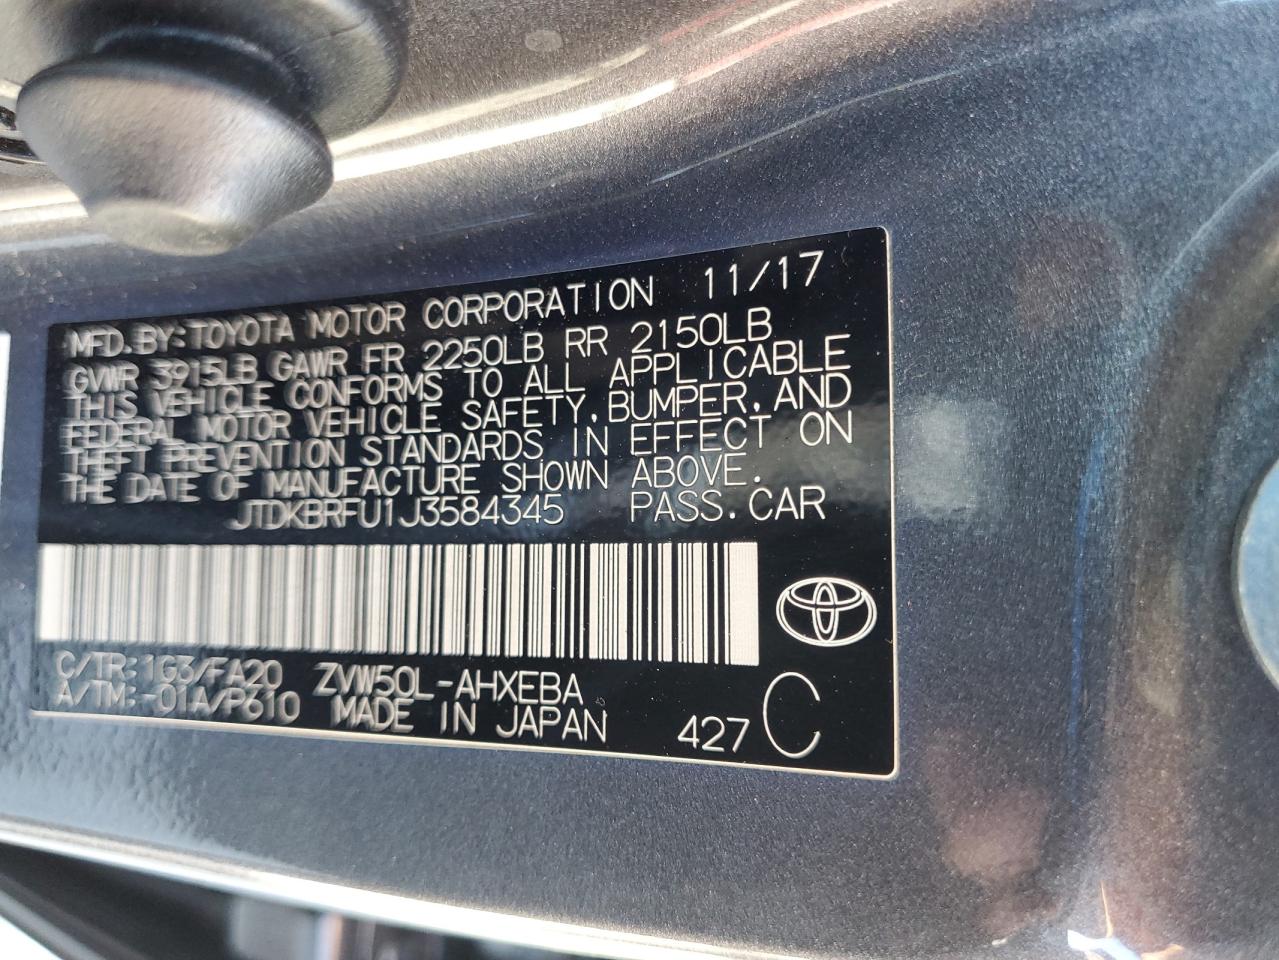 MFD. BY: TOYOTA MOTOR CORPORATION 11/17
GVWR 3915LB GAWR FR 2250LB RR 2150LB
THIS VEHICLE CONFORMS TO ALL APPLICABLE
FEDERAL MOTOR VEHICLE SAFETY, BUMPER, AND
THEFT PREVENTION STANDARDS IN EFFECT ON
THE DATE OF MANUFACTURE SHOWN ABOVE.
JTDKBRFU1J3584345 PASS. CAR
C/TR: 1G3/FA20 ZVW50L-AHXEBA
A/TM: -01A/P610 MADE IN JAPAN
427 C